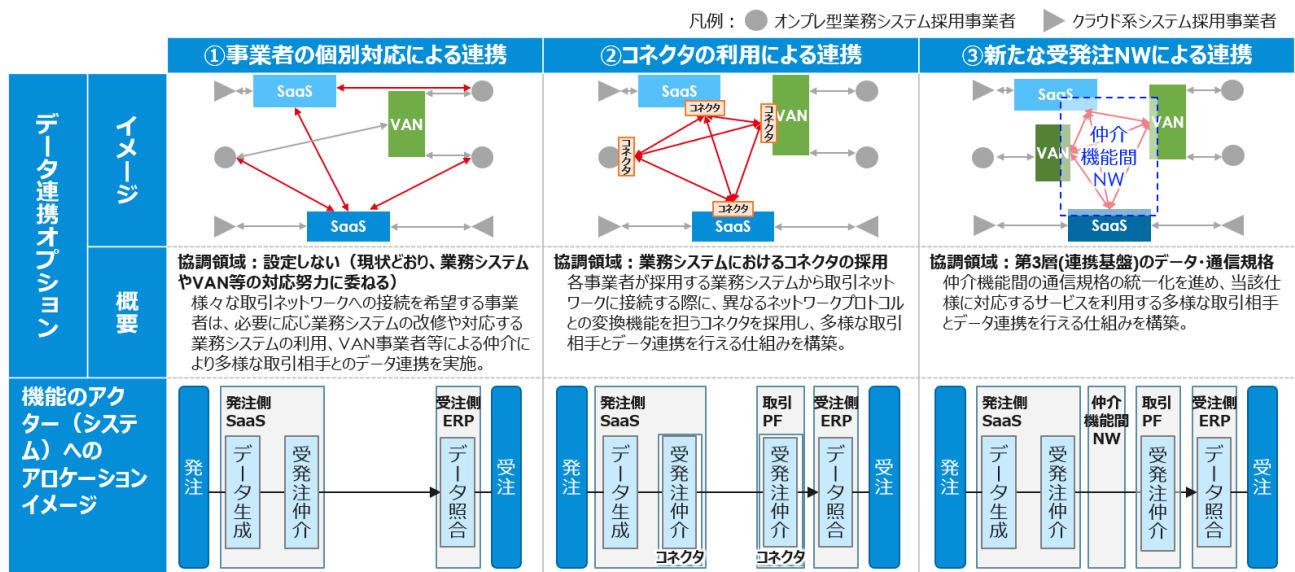 凡例： オンプレ型業務システム採用事業者 クラウド系システム採用事業者
①事業者の個別対応による連携
②コネクタの利用による連携
③新たな受発注NWによる連携
データ連携オプション
イメージ
SaaS
VAN
SaaS
SaaS
コネクタ
コネクタ
VAN
コネクタ
コネクタ
SaaS
SaaS
VAN
VAN
仲介
機能間
NW
SaaS
概要
協調領域：設定しない（現状どおり、業務システム
やVAN等の対応努力に委ねる）
様々な取引ネットワークへの接続を希望する事業
者は、必要に応じ業務システムの改修や対応する
業務システムの利用、VAN事業者等による仲介に
より多様な取引相手とのデータ連携を実施。
協調領域：業務システムにおけるコネクタの採用
各事業者が採用する業務システムから取引ネットワ
ークに接続する際に、異なるネットワークプロトコル
との変換機能を担うコネクタを採用し、多様な取引
相手とデータ連携を行える仕組みを構築。
協調領域：第3層(連携基盤)のデータ・通信規格
仲介機能間の通信規格の統一化を進め、当該仕
様に対応するサービスを利用する多様な取引相手
とデータ連携を行える仕組みを構築。
機能のアク
ター（システ
ム）への
アロケーション
イメージ
発注
発注側
SaaS
データ生成
受発注仲介
受注側
ERP
データ照合
受注
発注
発注側
SaaS
データ生成
受発注仲介
コネクタ
取引
PF
受発注仲介
コネクタ
受注側
ERP
データ照合
受注
発注
発注側
SaaS
データ生成
受発注仲介
仲介
機能間
NW
取引
PF
受発注仲介
受注側
ERP
データ照合
受注